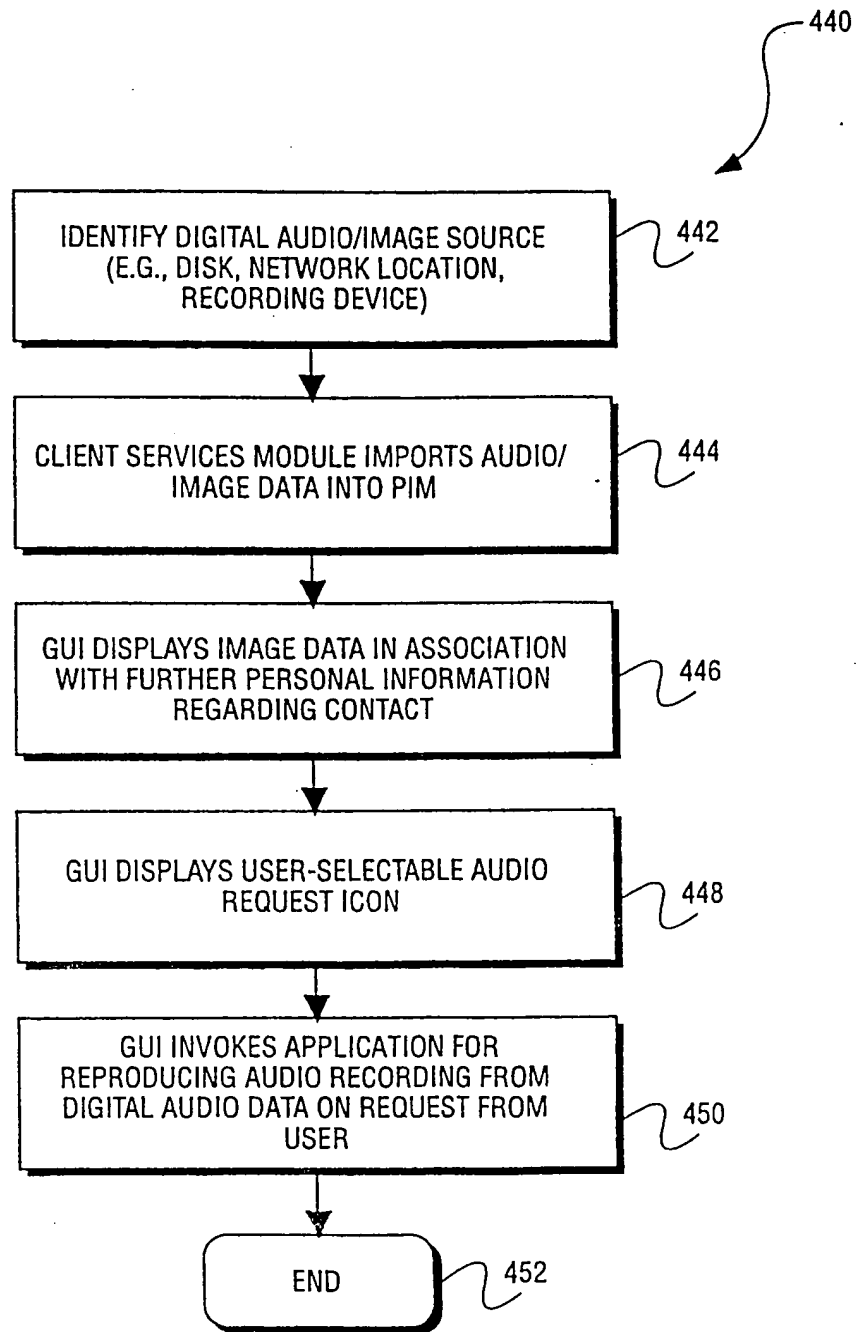 440
IDENTIFY DIGITAL AUDIO/IMAGE SOURCE
(E.G., DISK, NETWORK LOCATION,
RECORDING DEVICE)
442
CLIENT SERVICES MODULE IMPORTS AUDIO/
IMAGE DATA INTO PIM
444
GUI DISPLAYS IMAGE DATA IN ASSOCIATION
WITH FURTHER PERSONAL INFORMATION
REGARDING CONTACT
446
GUI DISPLAYS USER-SELECTABLE AUDIO
REQUEST ICON
448
GUI INVOKES APPLICATION FOR
REPRODUCING AUDIO RECORDING FROM
DIGITAL AUDIO DATA ON REQUEST FROM
USER
450
END
452